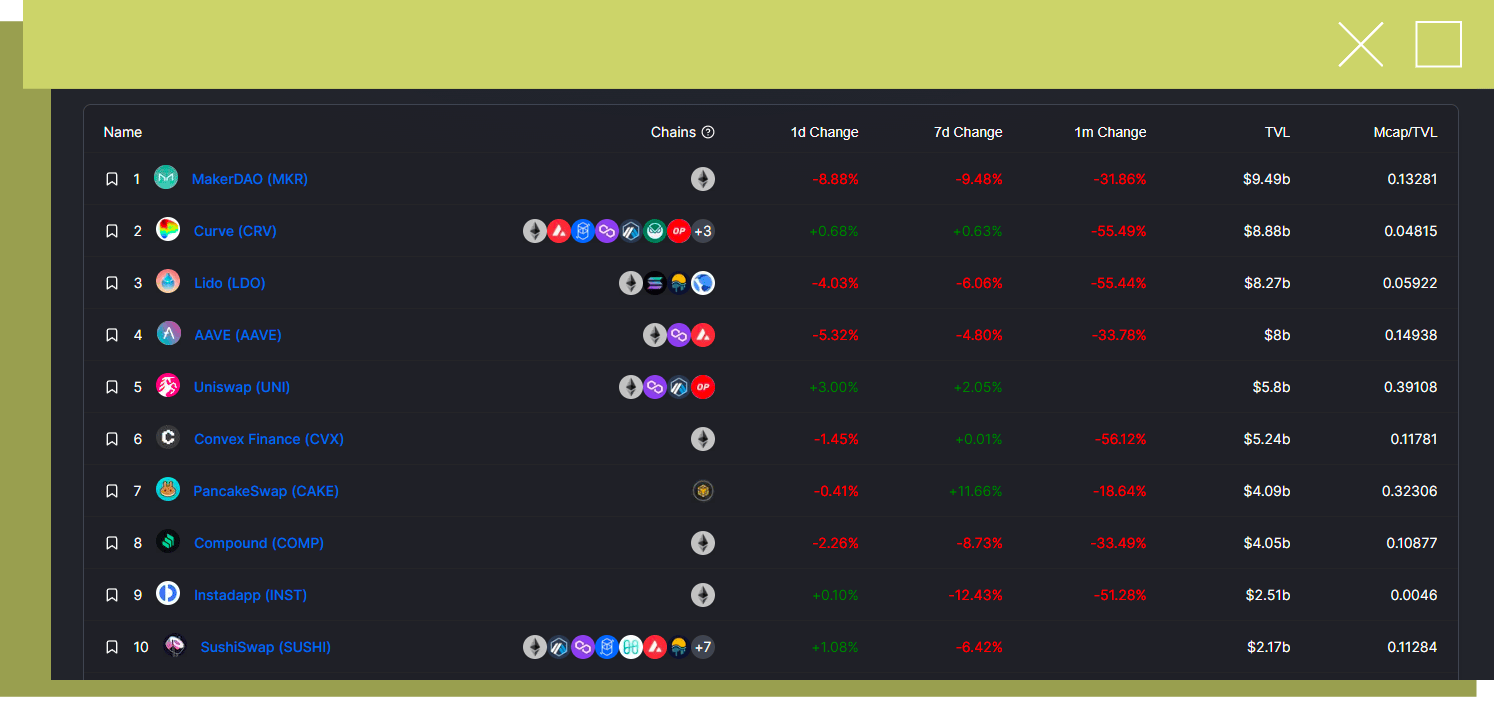 Name Chains ? 1d Change 7d Change 1m Change TVL Mcap/TVL
1 MakerDAO (MKR) -8.88% -9.48% -31.86% $9.49b 0.13281
2 Curve (CRV) OP +3 +0.68% +0.63% -55.49% $8.88b 0.04815
3 Lido (LDO) -4.03% -6.06% -55.44% $8.27b 0.05922
4 AAVE (AAVE) -5.32% -4.80% -33.78% $8b 0.14938
5 Uniswap (UNI) OP +3.00% +2.05% $5.8b 0.39108
6 Convex Finance (CVX) -1.45% +0.01% -56.12% $5.24b 0.11781
7 PancakeSwap (CAKE) -0.41% +11.66% -18.64% $4.09b 0.32306
8 Compound (COMP) -2.26% -8.73% -33.49% $4.05b 0.10877
9 Instadapp (INST) +0.10% -12.43% -51.28% $2.51b 0.0046
10 SushiSwap (SUSHI) +7 +1.08% -6.42% $2.17b 0.11284